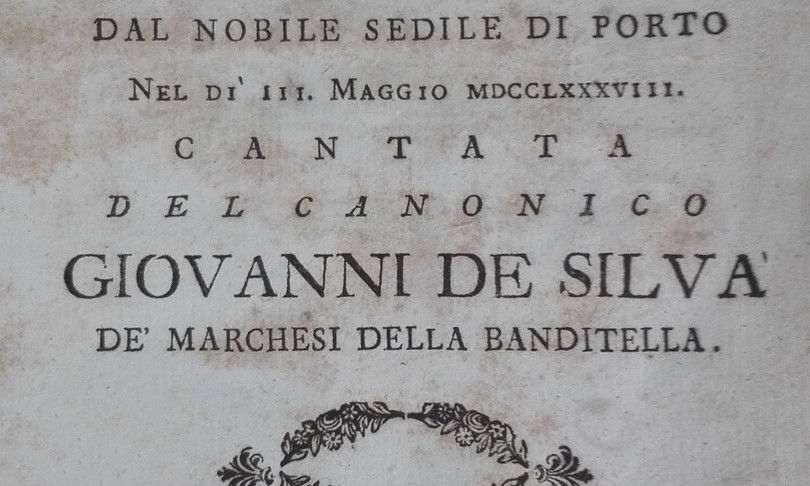 DAL NOBILE SEDILE DI PORTO
NEL DI' III. MAGGIO MDCCLXXXVIII.
CANTATA
DEL CANONICO
GIOVANNI DE SILVA'
DE' MARCHESI DELLA BANDITELLA.